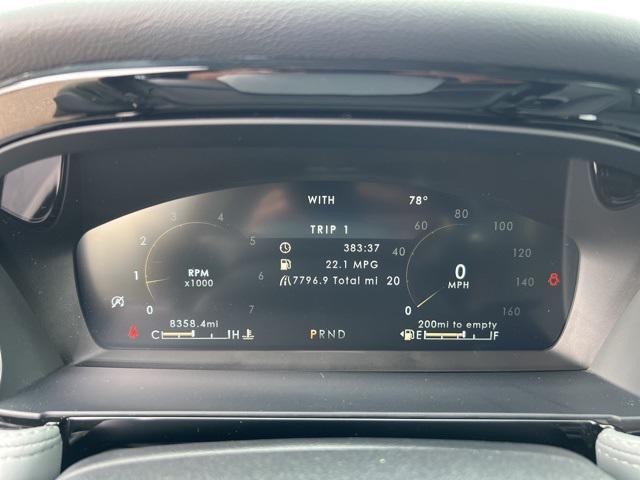 WITH 78°
TRIP 1
383:37
22.1 MPG
7796.9 Total mi
0 1 2 3 4 5 6 7
RPM
x1000
0 20 40 60 80 100 120 140 160
0
MPH
8358.4mi
C H
PRND
200mi to empty
E F